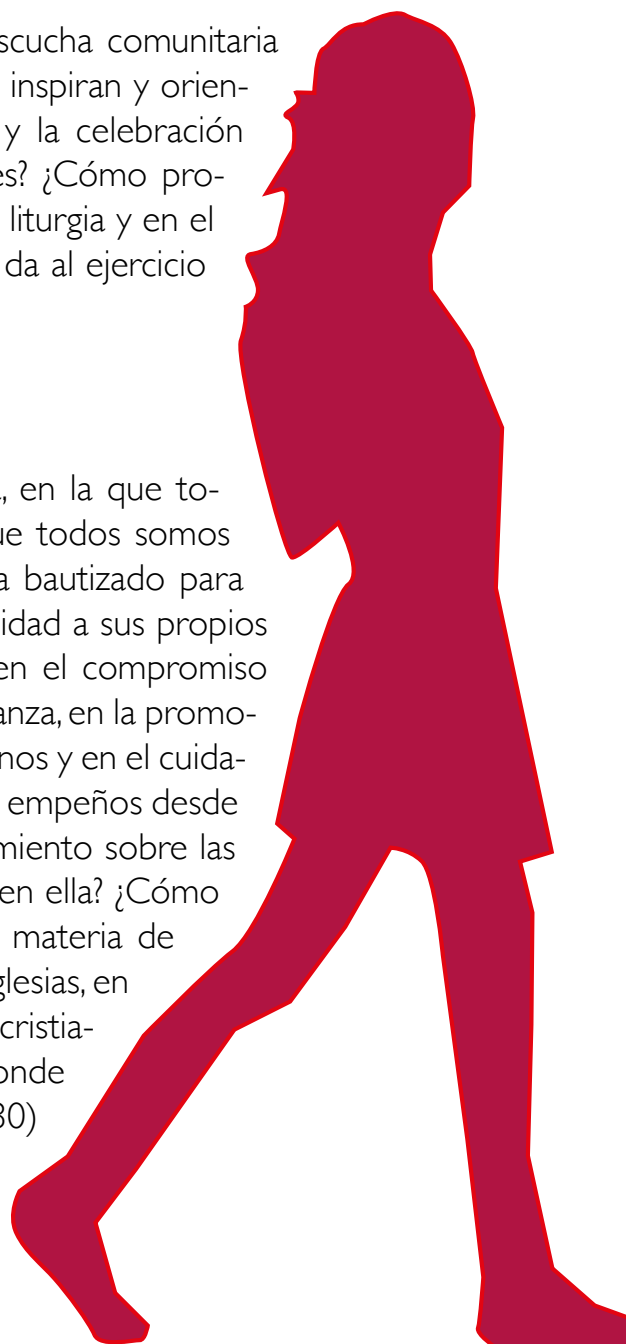 scucha comunitaria
inspiran y orien-
y la celebración
es? ¿Cómo pro-
liturgia y en el
da al ejercicio
, en la que to-
ue todos somos
a bautizado para
idad a sus propios
en el compromiso
anza, en la promo-
nos y en el cuida-
empeños desde
miento sobre las
en ella? ¿Cómo
materia de
glesias, en
cristia-
onde
30)